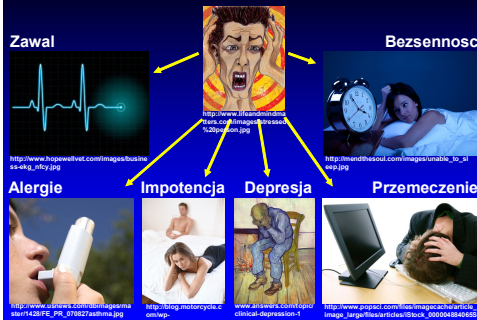 Zawal
Bezsennosc
http://www.lifeandmindma
tters.com/images/stressed
%20person.jpg
http://www.hopewellvet.com/images/busine
ss-ekg_nfcy.jpg
http://mendthesoul.com/images/unable_to_sl
eep.jpg
Alergie
Impotencja
Depresja
Przemeczenie
http://www.usnews.com/dbimages/ma
ster/1428/FE_PR_070827asthma.jpg
http://blog.motorcycle.c
om/wp-
www.answers.com/topic/
clinical-depression-1
http://www.popsci.com/files/imagecache/article_
image_large/files/articles/iStock_000004884065S